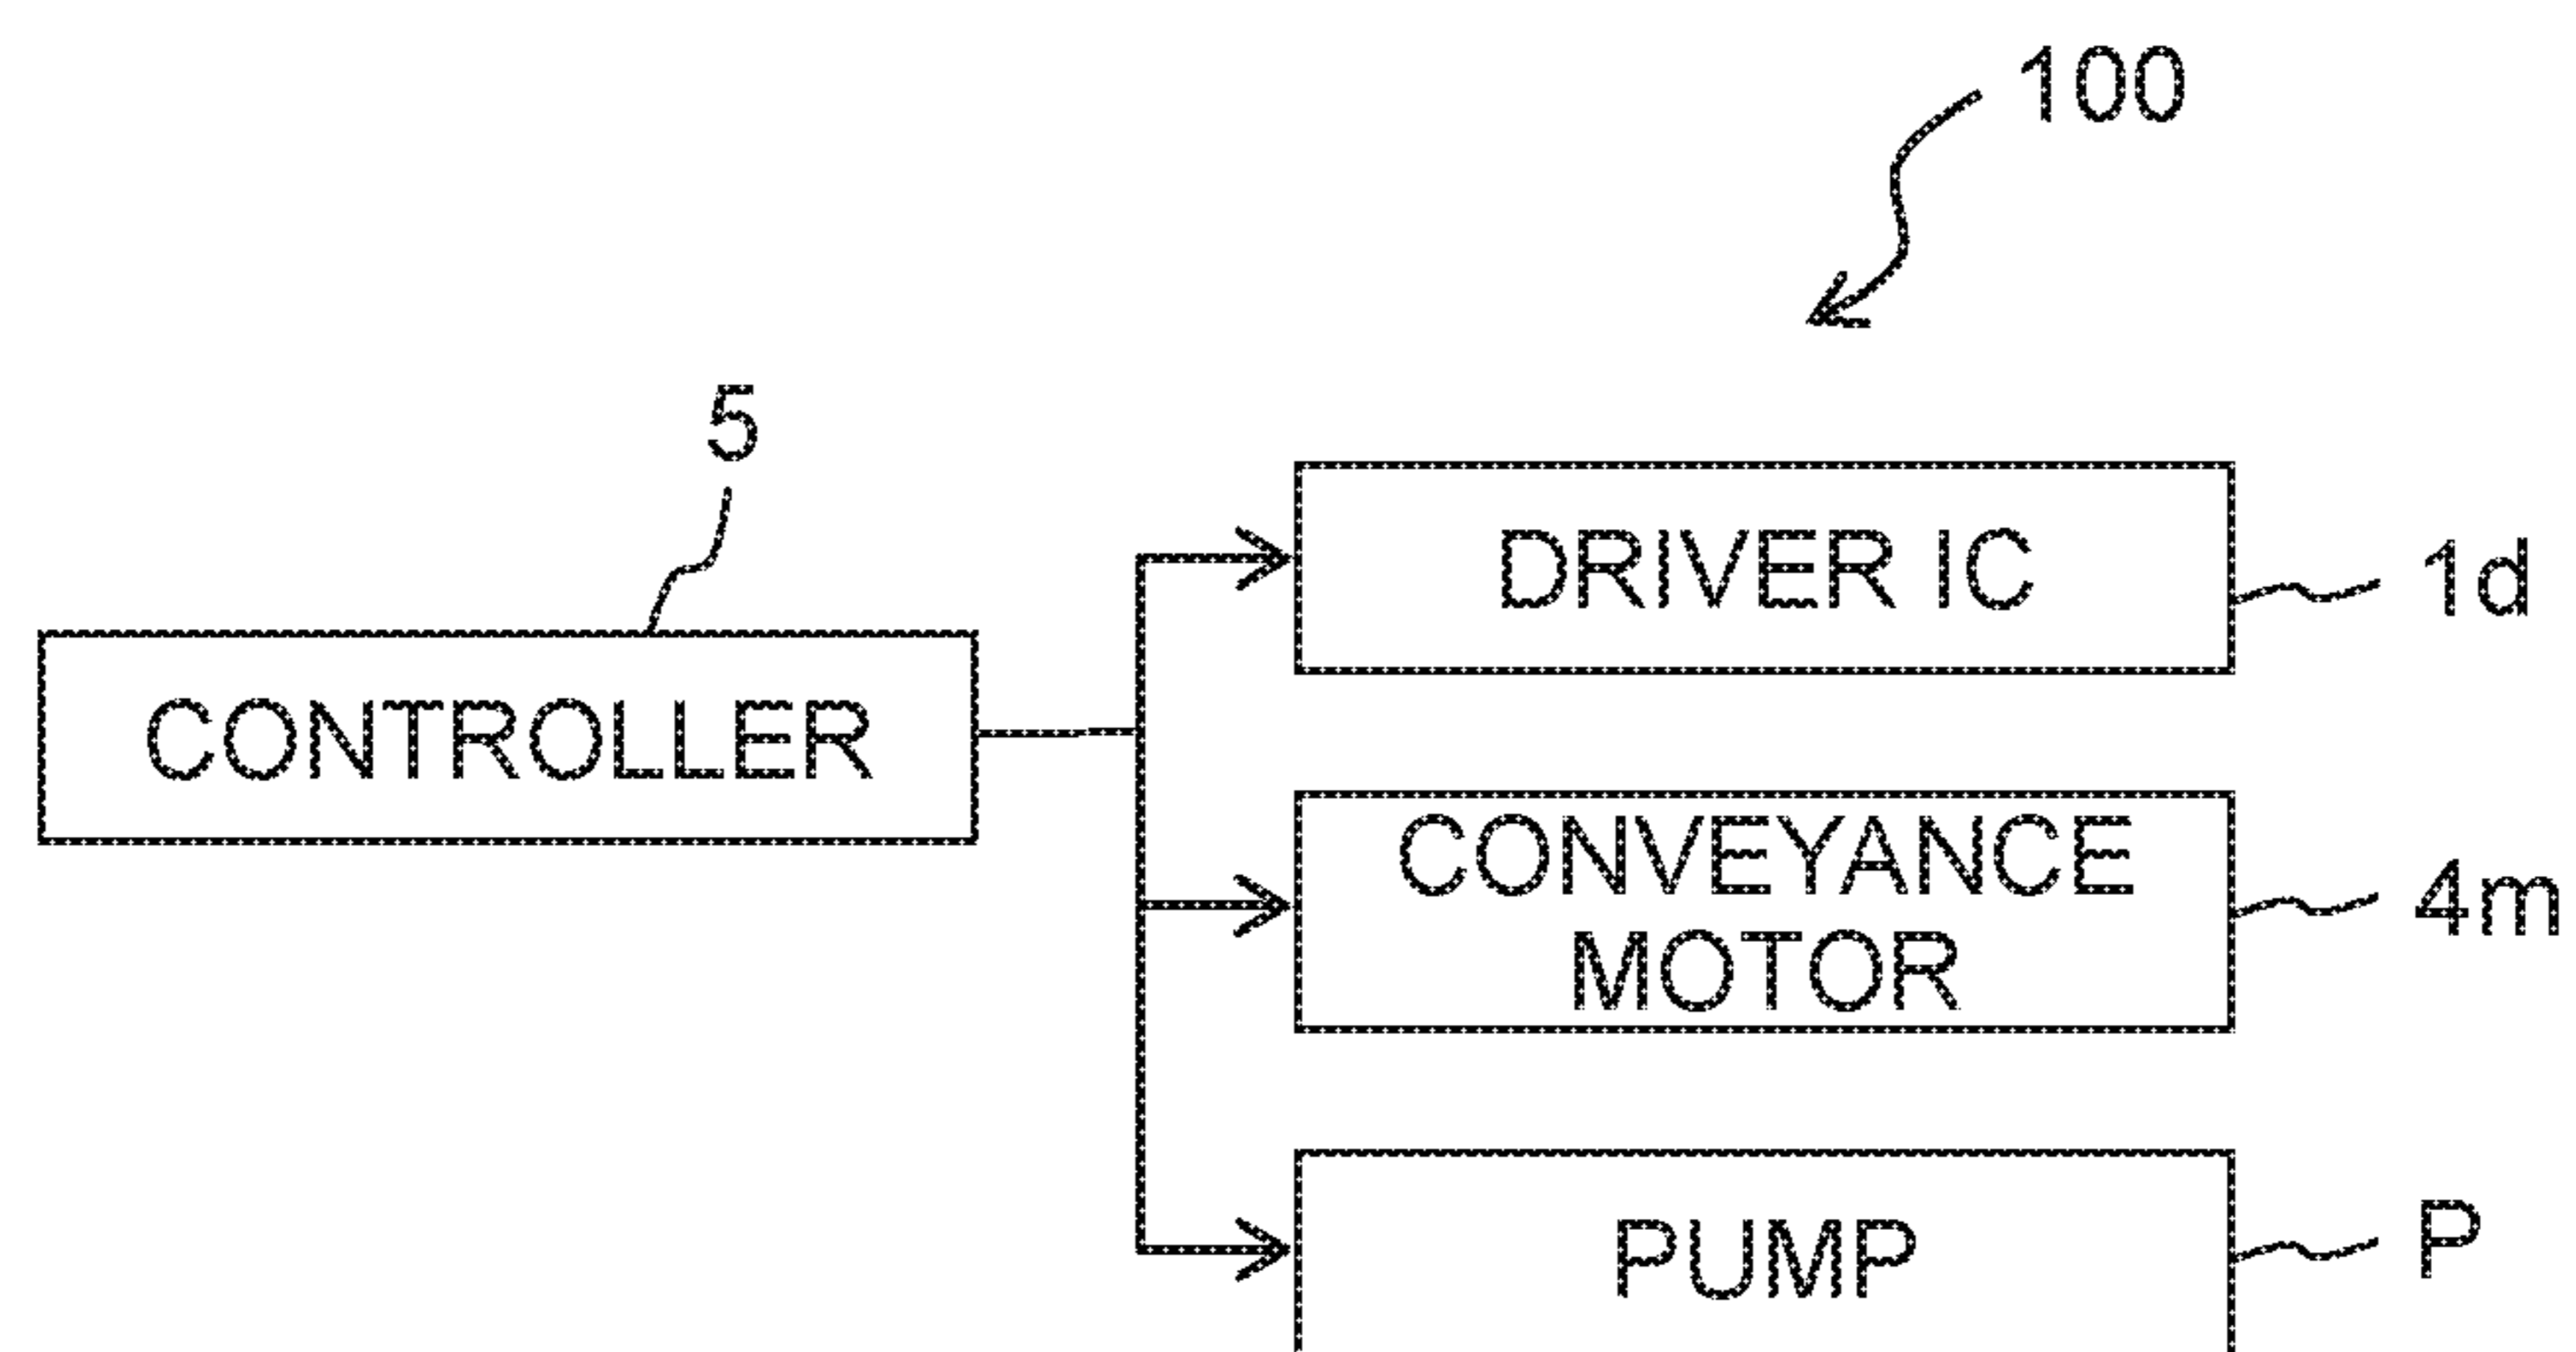 100
5
DRIVER IC
1d
CONTROLLER
CONVEYANCE
MOTOR
4m
PUMP
P